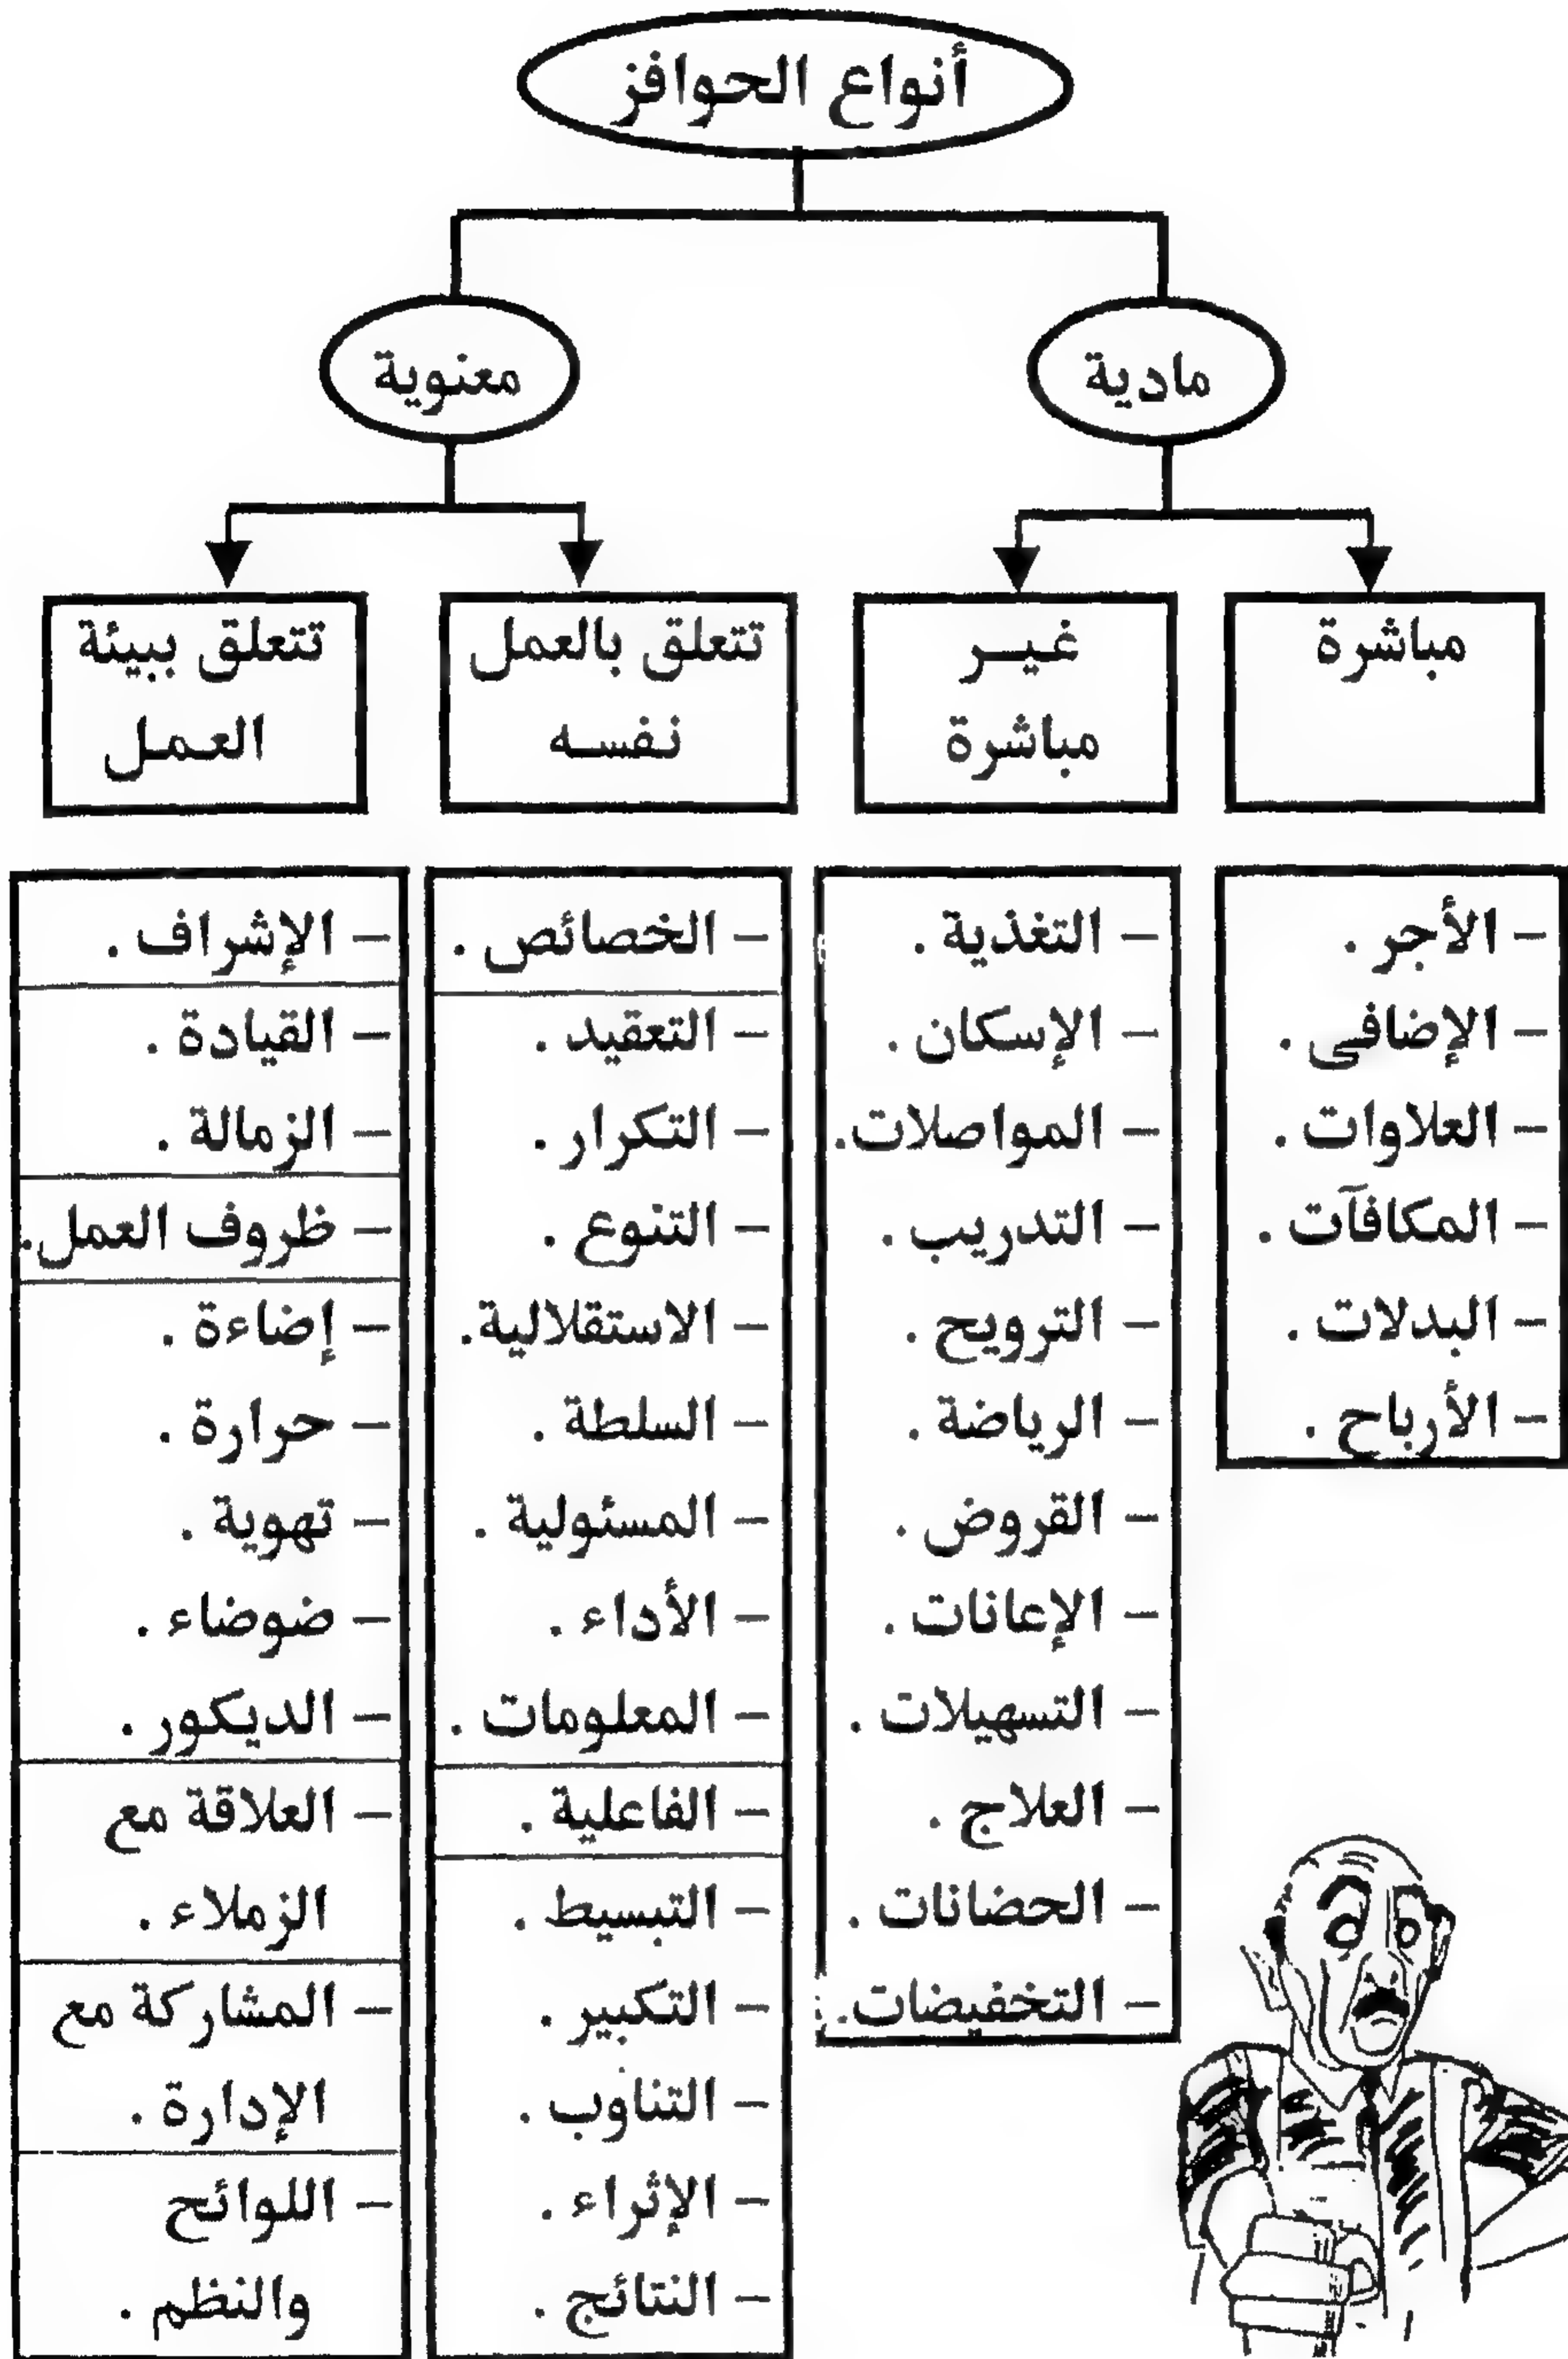 أنواع الحوافز
مادية
معنوية
مباشرة
غير
مباشرة
تتعلق بالعمل
نفسه
تتعلق ببيئة
العمل
– الأجر .
– الإضافى .
– العلاوات .
– المكافآت .
– البدلات .
– الأرباح .
– التغذية .
– الإسكان .
– المواصلات .
– التدريب .
– الترويح .
– الرياضة .
– القروض .
– الإعانات .
– التسهيلات .
– العلاج .
– الحضانات .
– التخفيضات .
– الخصائص .
– التعقيد .
– التكرار .
– التنوع .
– الاستقلالية .
– السلطة .
– المسئولية .
– الأداء .
– المعلومات .
– الفاعلية .
– التبسيط .
– التكبير .
– التناوب .
– الإثراء .
– النتائج .
– الإشراف .
– القيادة .
– الزمالة .
– ظروف العمل .
– إضاءة .
– حرارة .
– تهوية .
– ضوضاء .
– الديكور .
– العلاقة مع
الزملاء .
– المشاركة مع
الإدارة .
– اللوائح
والنظم .